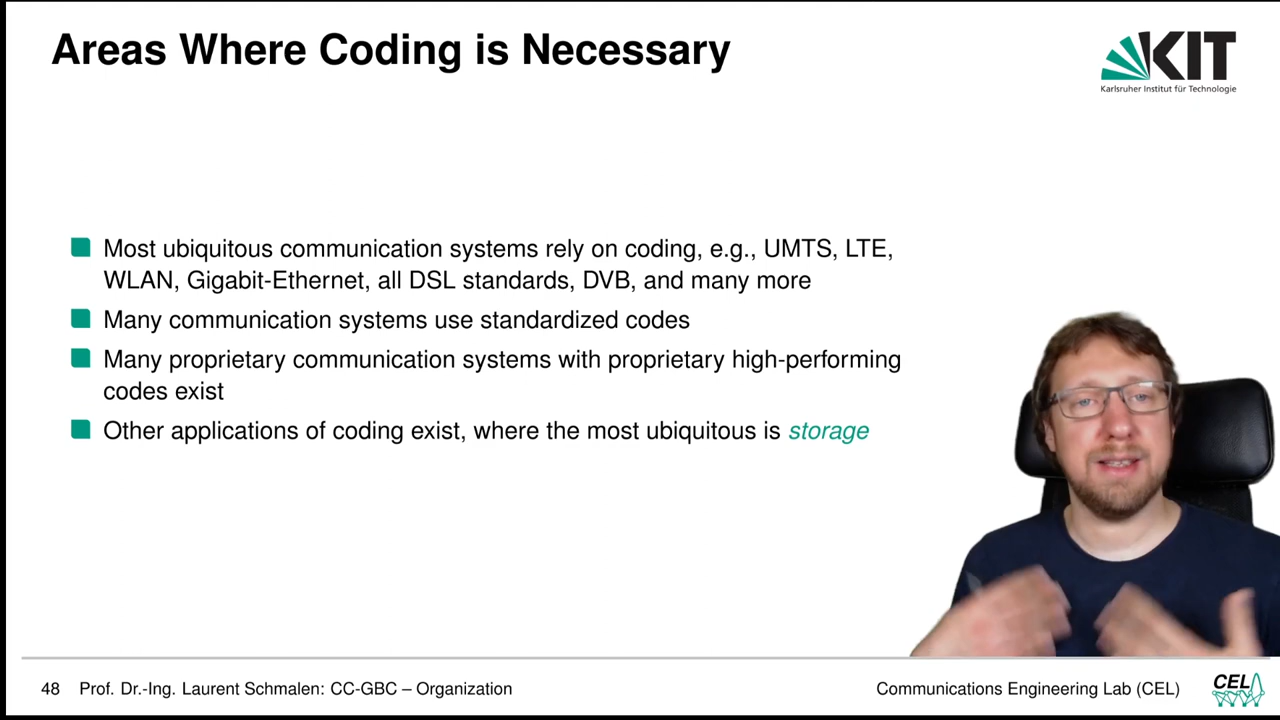 Areas Where Coding is Necessary
KIT
Karlsruher Institut für Technologie
Most ubiquitous communication systems rely on coding, e.g., UMTS, LTE,
WLAN, Gigabit-Ethernet, all DSL standards, DVB, and many more
Many communication systems use standardized codes
Many proprietary communication systems with proprietary high-performing
codes exist
Other applications of coding exist, where the most ubiquitous is storage
48 Prof. Dr.-Ing. Laurent Schmalen: CC-GBC – Organization
Communications Engineering Lab (CEL)
CEL